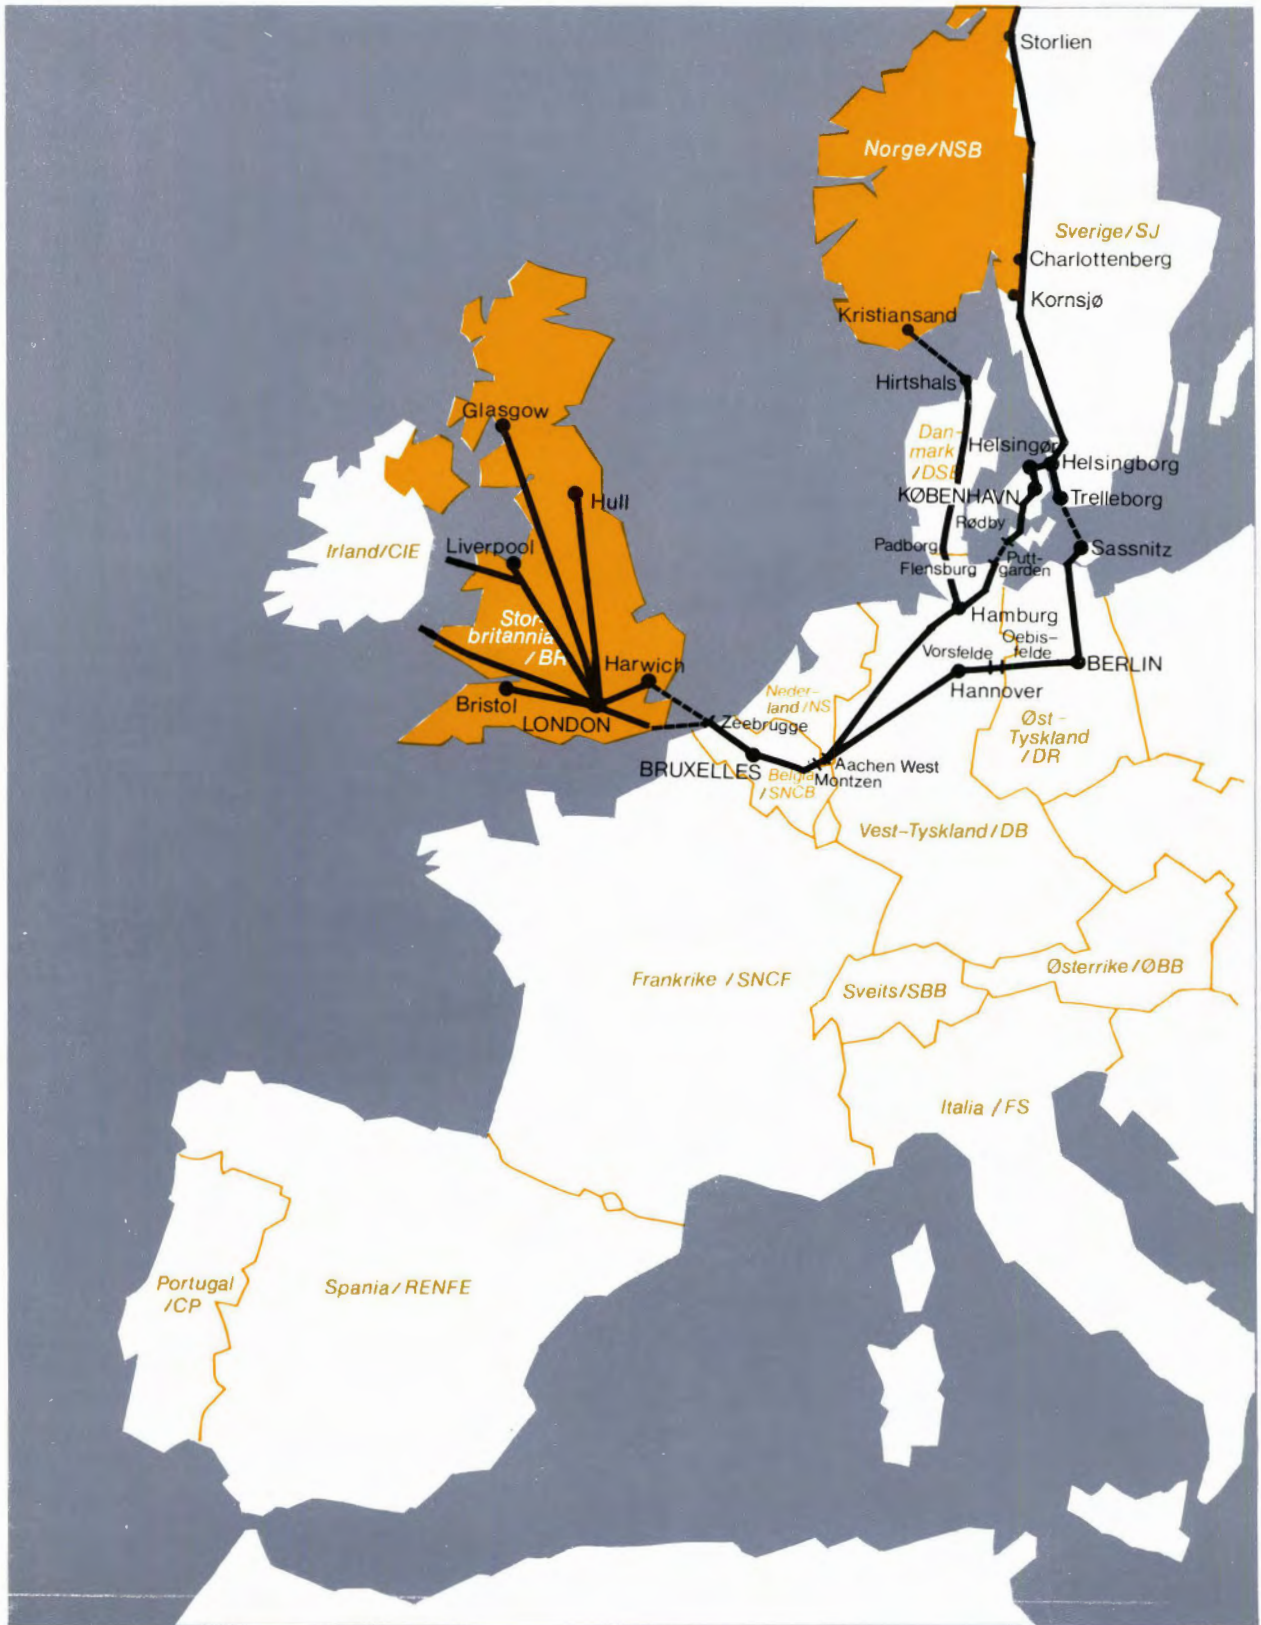 Storlien
Norge/NSB
Sverige/SJ
Charlottenberg
Kornsjø
Kristiansand
Hirtshals
Dan-
mark
/DSB
Helsingør
Helsingborg
KØBENHAVN
Trelleborg
Rødby
Padborg
Sassnitz
Flensburg
Putt-
garden
Glasgow
Hull
Irland/CIE
Liverpool
Stor-
britannia
/BR
Harwich
Bristol
LONDON
Hamburg
Oebis-
felde
Vorsfelde
BERLIN
Hannover
Neder-
land/NS
Zeebrugge
Øst-
Tyskland
/DR
BRUXELLES
Belgia
/SNCB
Aachen West
Montzen
Vest-Tyskland/DB
Frankrike /SNCF
Sveits/SBB
Østerrike/ØBB
Italia /FS
Portugal
/CP
Spania/RENFE